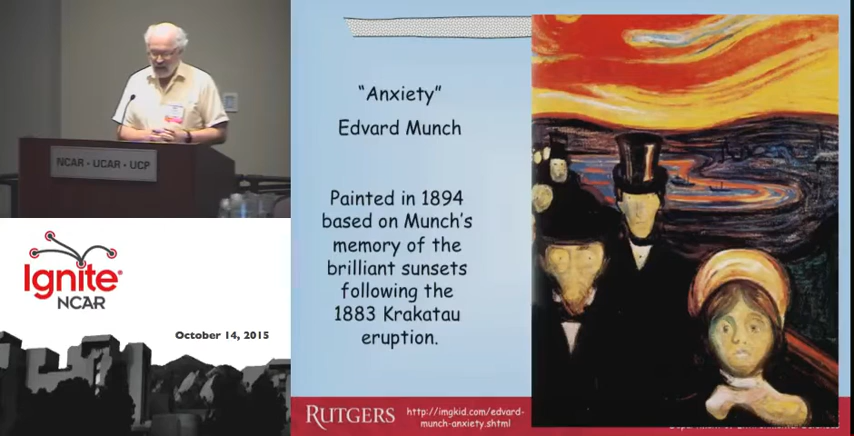 NCAR • UCAR • UCP
Ignite®
NCAR
October 14, 2015
“Anxiety”
Edvard Munch
Painted in 1894
based on Munch’s
memory of the
brilliant sunsets
following the
1883 Krakatau
eruption.
RUTGERS
http://imgkid.com/edvard-
munch-anxiety.shtml